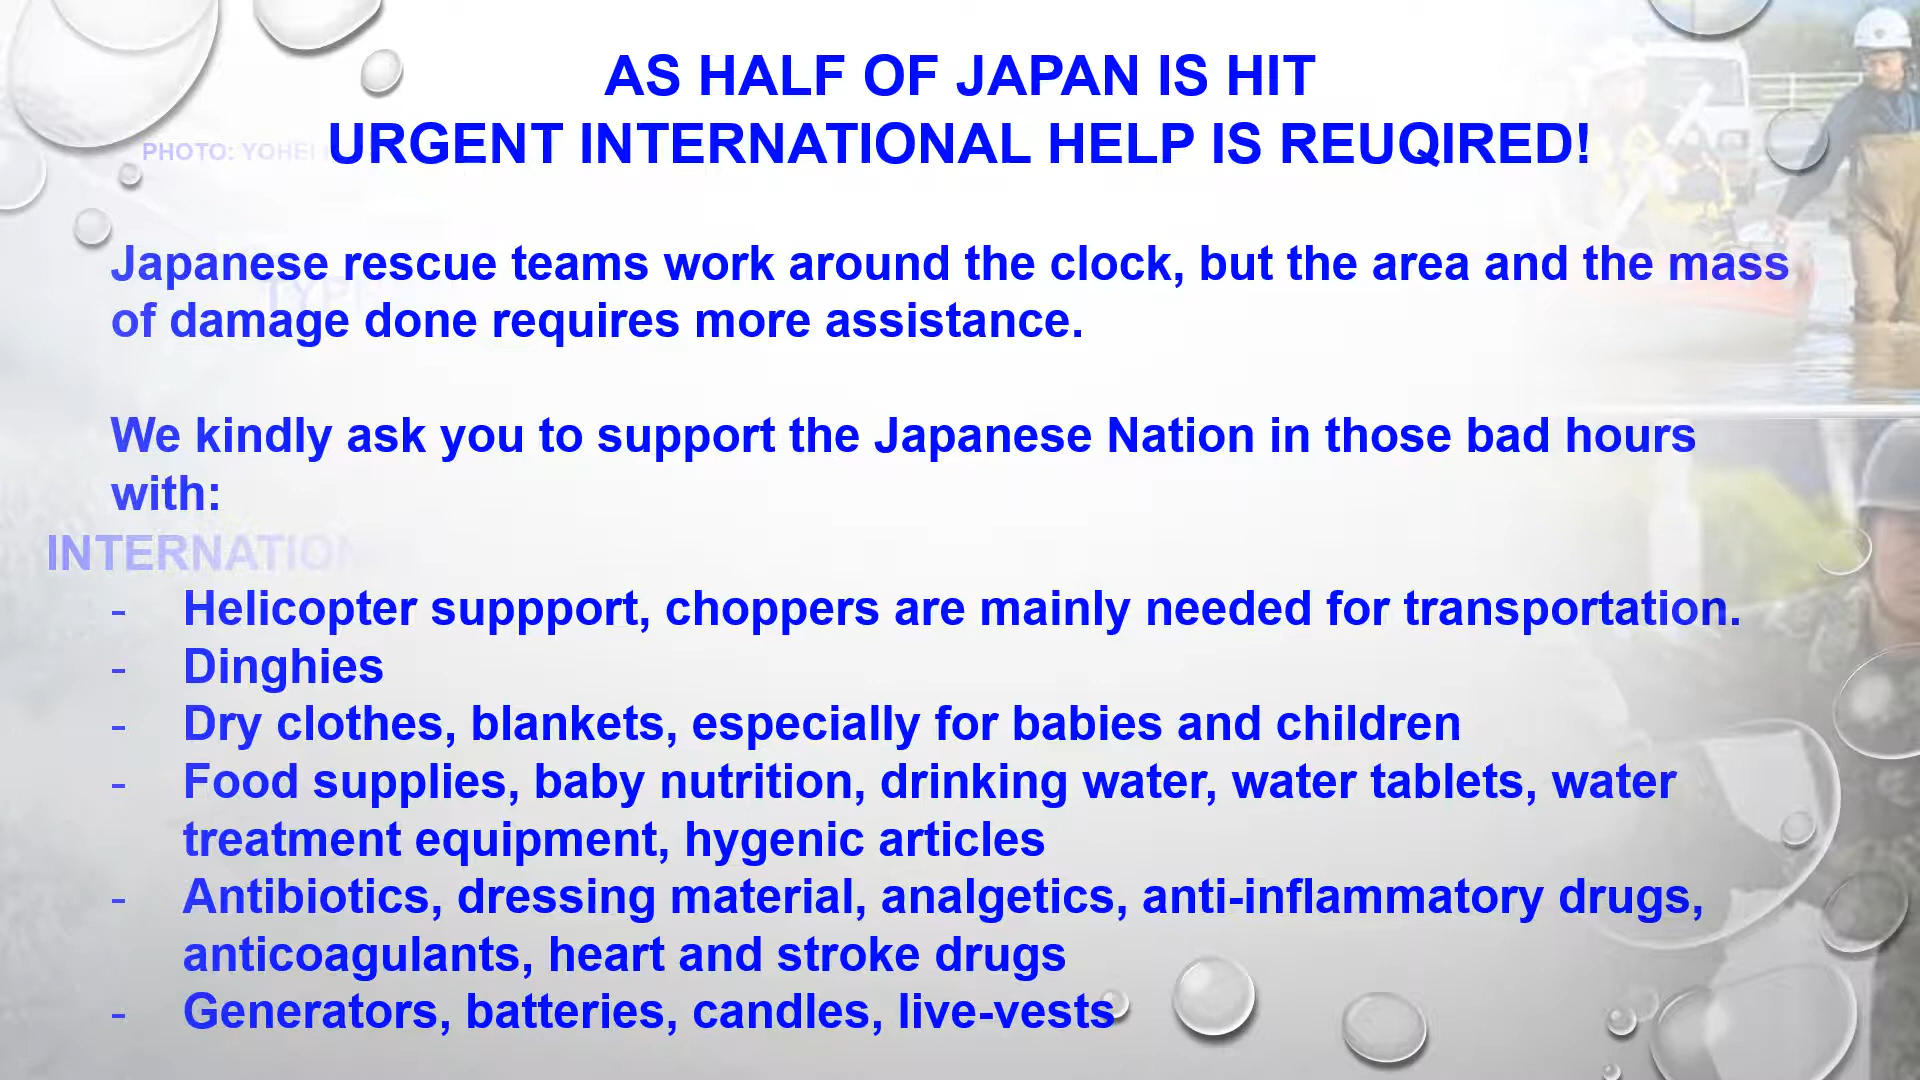 AS HALF OF JAPAN IS HIT
URGENT INTERNATIONAL HELP IS REUQIRED!
PHOTO: YOHEI
Japanese rescue teams work around the clock, but the area and the mass
of damage done requires more assistance.
We kindly ask you to support the Japanese Nation in those bad hours
with:
- Helicopter suppport, choppers are mainly needed for transportation.
- Dinghies
- Dry clothes, blankets, especially for babies and children
- Food supplies, baby nutrition, drinking water, water tablets, water
treatment equipment, hygenic articles
- Antibiotics, dressing material, analgetics, anti-inflammatory drugs,
anticoagulants, heart and stroke drugs
- Generators, batteries, candles, live-vests